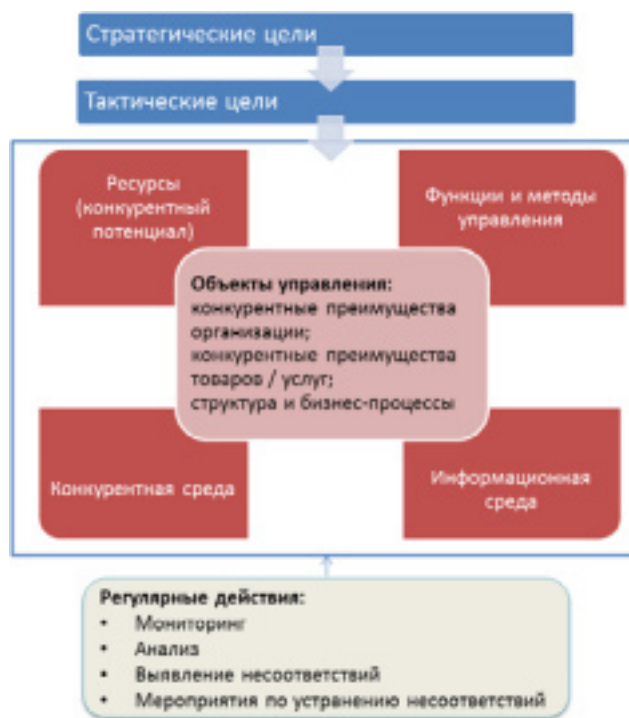 Стратегические цели
Тактические цели
Ресурсы
(конкурентный
потенциал)
Функции и методы
управления
Объекты управления:
конкурентные преимущества
организации;
конкурентные преимущества
товаров / услуг;
структура и бизнес-процессы
Конкурентная среда
Информационная
среда
Регулярные действия:
• Мониторинг
• Анализ
• Выявление несоответствий
• Мероприятия по устранению несоответствий